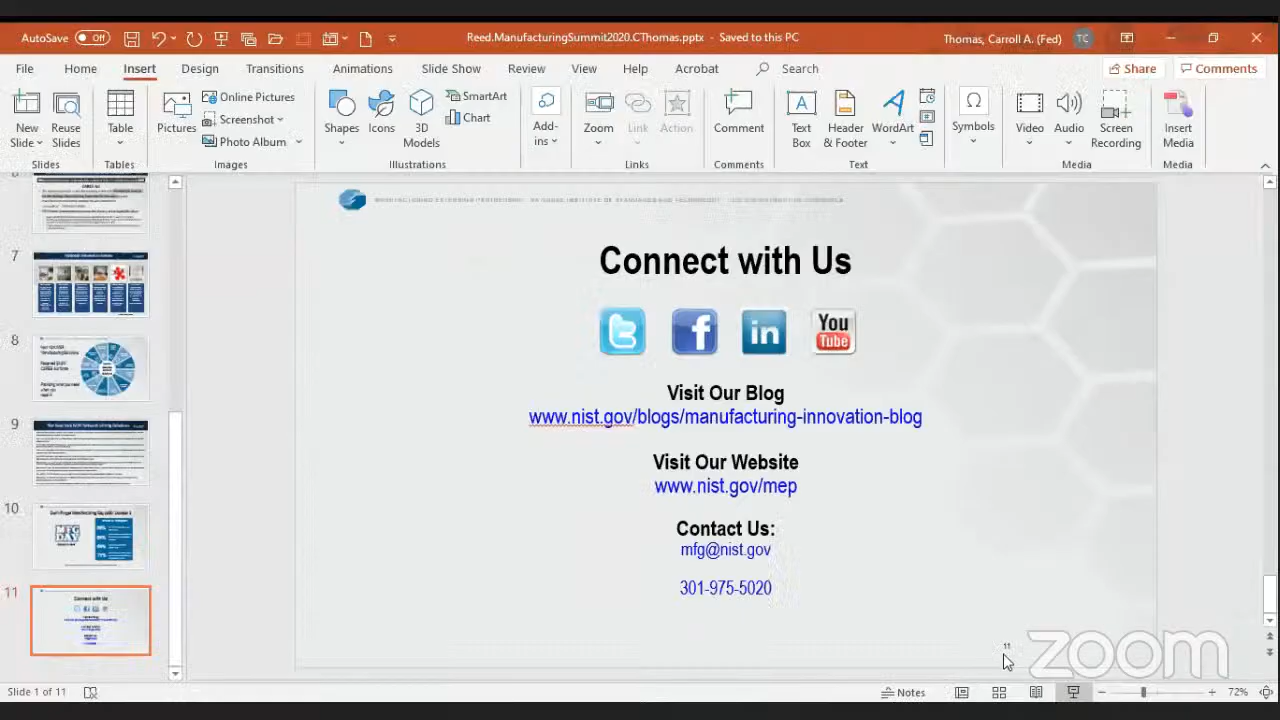 AutoSave Off Reed.ManufacturingSummit2020.CThomas.pptx - Saved to this PC Thomas, Carroll A. (Fed) TC
File Home Insert Design Transitions Animations Slide Show Review View Help Acrobat Search Share Comments
New Slide Reuse Slides Table Pictures Online Pictures Screenshot Photo Album Shapes Icons 3D Models SmartArt Chart Add-ins Zoom Link Action Comment Text Box Header & Footer WordArt Symbols Video Audio Screen Recording Insert Media
Slides Tables Images Illustrations Links Comments Text Media Media
7
8
9
10
11
Connect with Us
You Tube
Visit Our Blog
www.nist.gov/blogs/manufacturing-innovation-blog
Visit Our Website
www.nist.gov/mep
Contact Us:
mfg@nist.gov
301-975-5020
11
zoom
Slide 1 of 11 Notes 72%